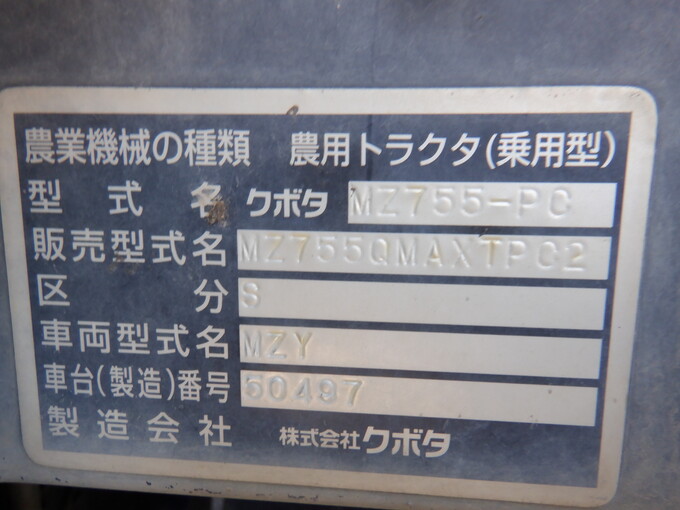 農業機械の種類 農用トラクタ(乗用型)
型式名 クボタ MZ755-PC
販売型式名 MZ755QMAXTPC2
区分 S
車両型式名 MZY
車台(製造)番号 50497
製造会社 株式会社クボタ